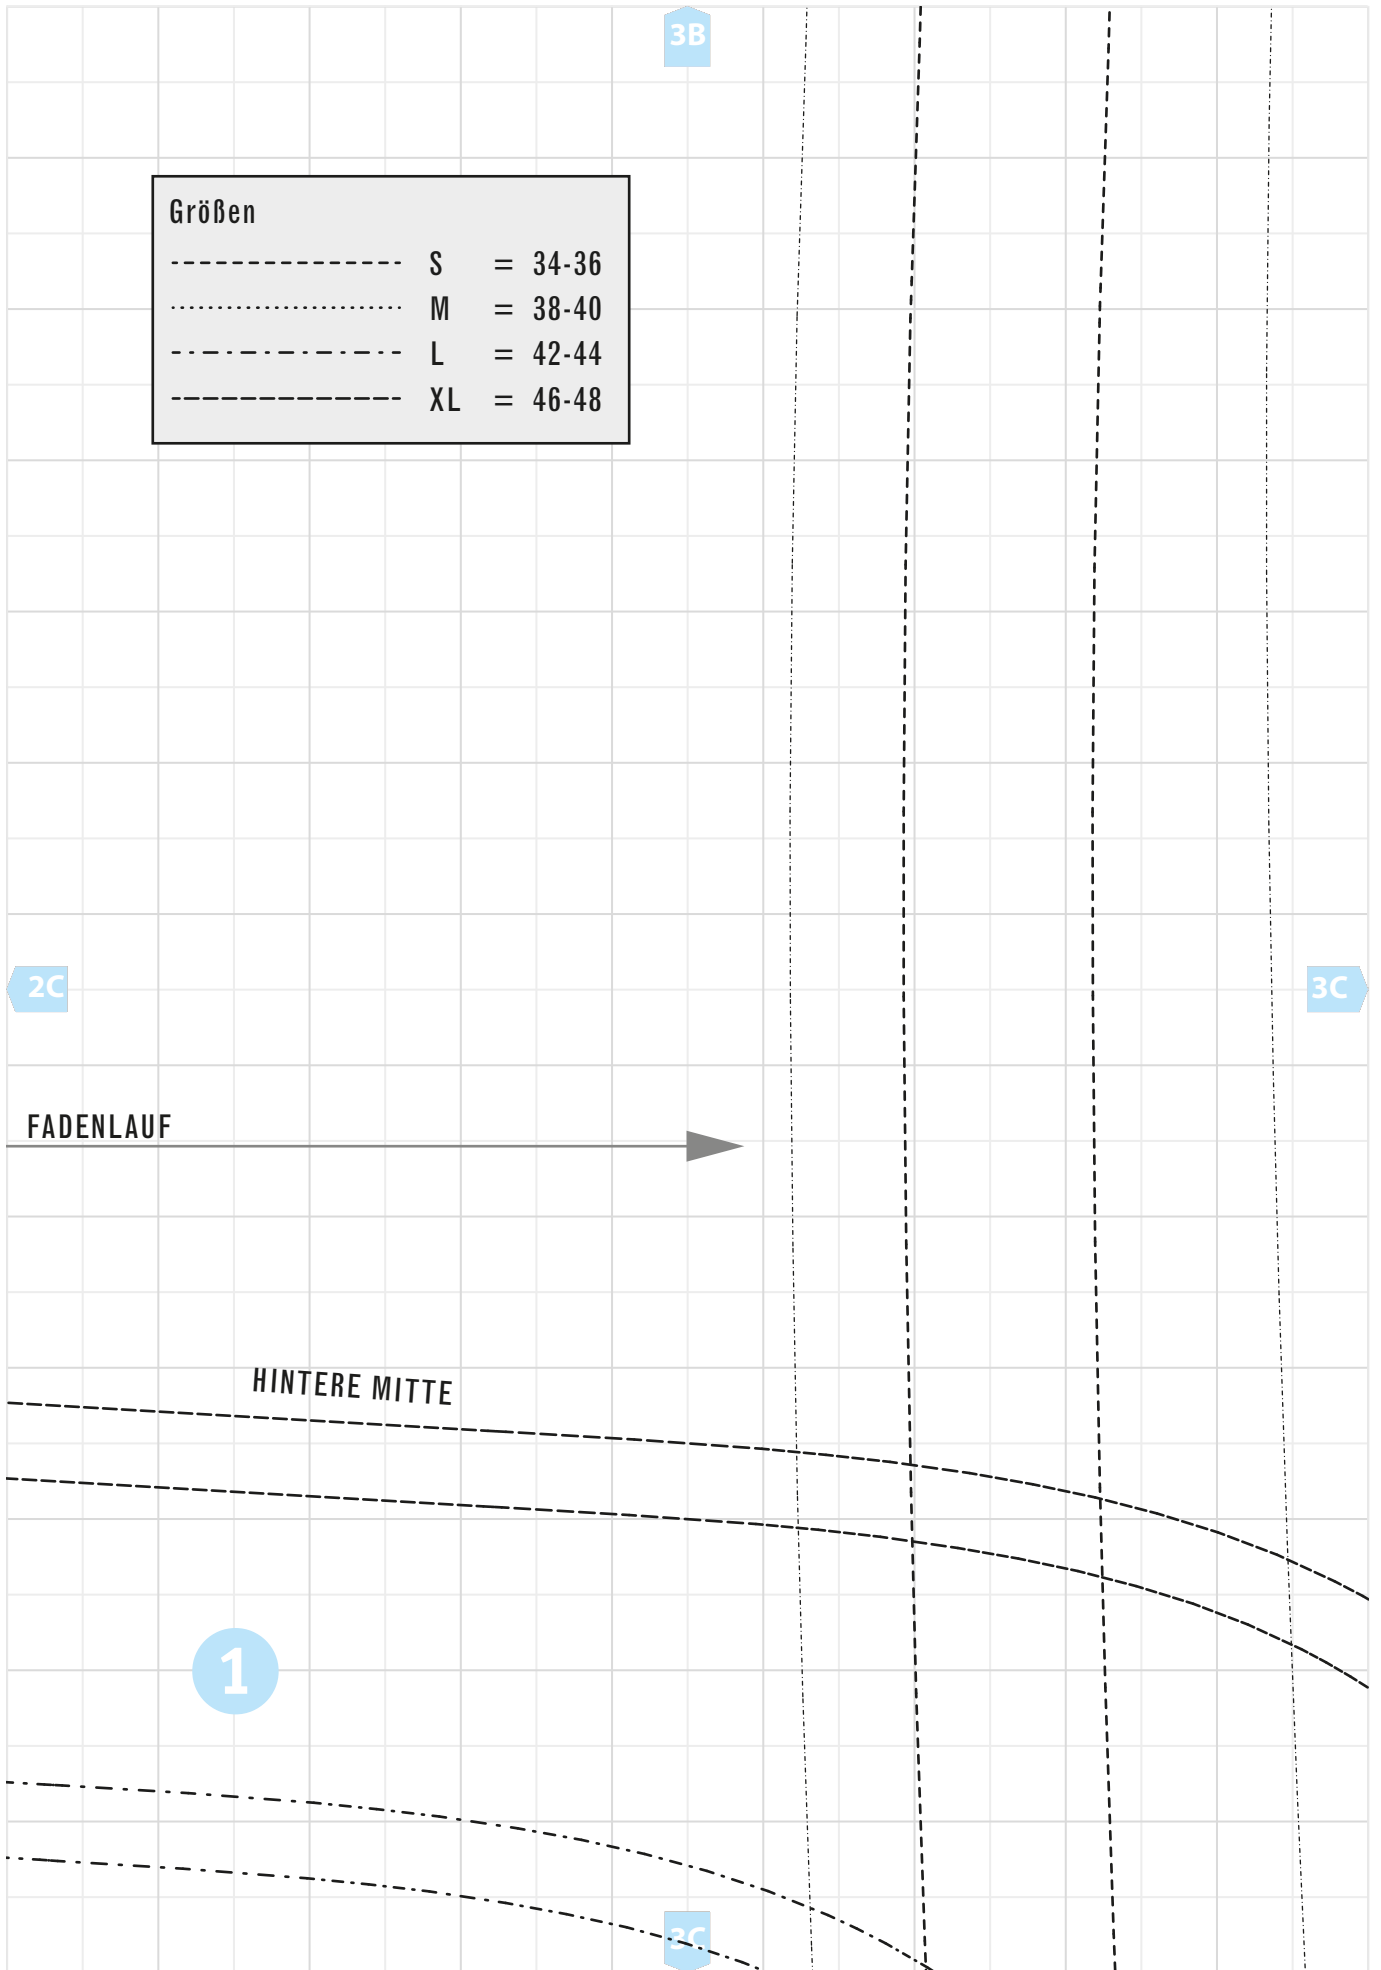 3B
Größen
S = 34-36
M = 38-40
L = 42-44
XL = 46-48
2C
3C
FADENLAUF
HINTERE MITTE
1
3C